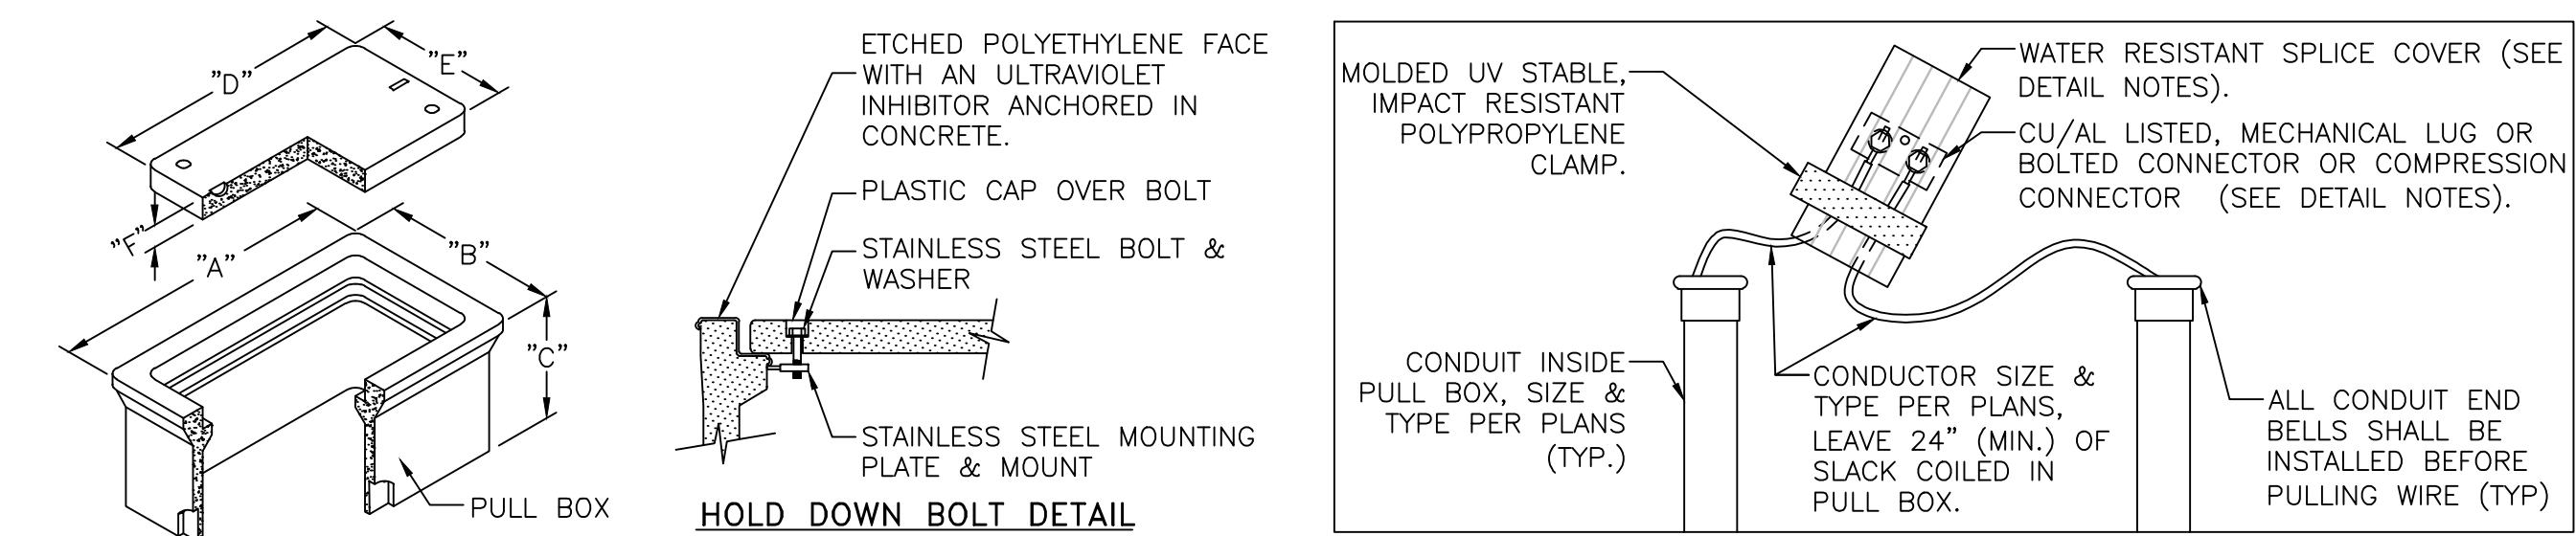 "D"
"E"
"F"
"A"
"B"
"C"
PULL BOX
ETCHED POLYETHYLENE FACE
WITH AN ULTRAVIOLET
INHIBITOR ANCHORED IN
CONCRETE.
PLASTIC CAP OVER BOLT
STAINLESS STEEL BOLT &
WASHER
STAINLESS STEEL MOUNTING
PLATE & MOUNT
HOLD DOWN BOLT DETAIL
MOLDED UV STABLE,
IMPACT RESISTANT
POLYPROPYLENE
CLAMP.
WATER RESISTANT SPLICE COVER (SEE
DETAIL NOTES).
CU/AL LISTED, MECHANICAL LUG OR
BOLTED CONNECTOR OR COMPRESSION
CONNECTOR (SEE DETAIL NOTES).
CONDUIT INSIDE
PULL BOX, SIZE &
TYPE PER PLANS
(TYP.)
CONDUCTOR SIZE &
TYPE PER PLANS,
LEAVE 24" (MIN.) OF
SLACK COILED IN
PULL BOX.
ALL CONDUIT END
BELLS SHALL BE
INSTALLED BEFORE
PULLING WIRE (TYP)